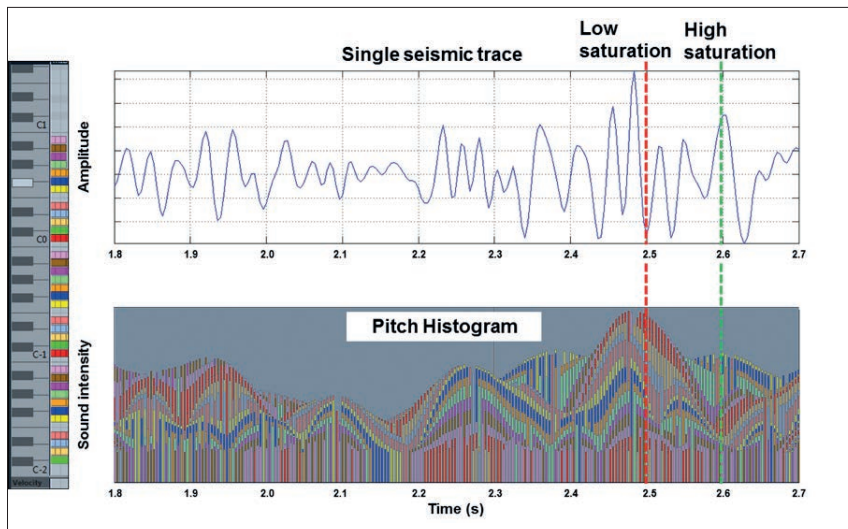 Low
saturation
High
saturation
Single seismic trace
C1
Amplitude
C0
1.8 1.9 2.0 2.1 2.2 2.3 2.4 2.5 2.6 2.7
Pitch Histogram
C-1
Sound intensity
C-2
Velocity
1.8 1.9 2.0 2.1 2.2 2.3 2.4 2.5 2.6 2.7
Time (s)